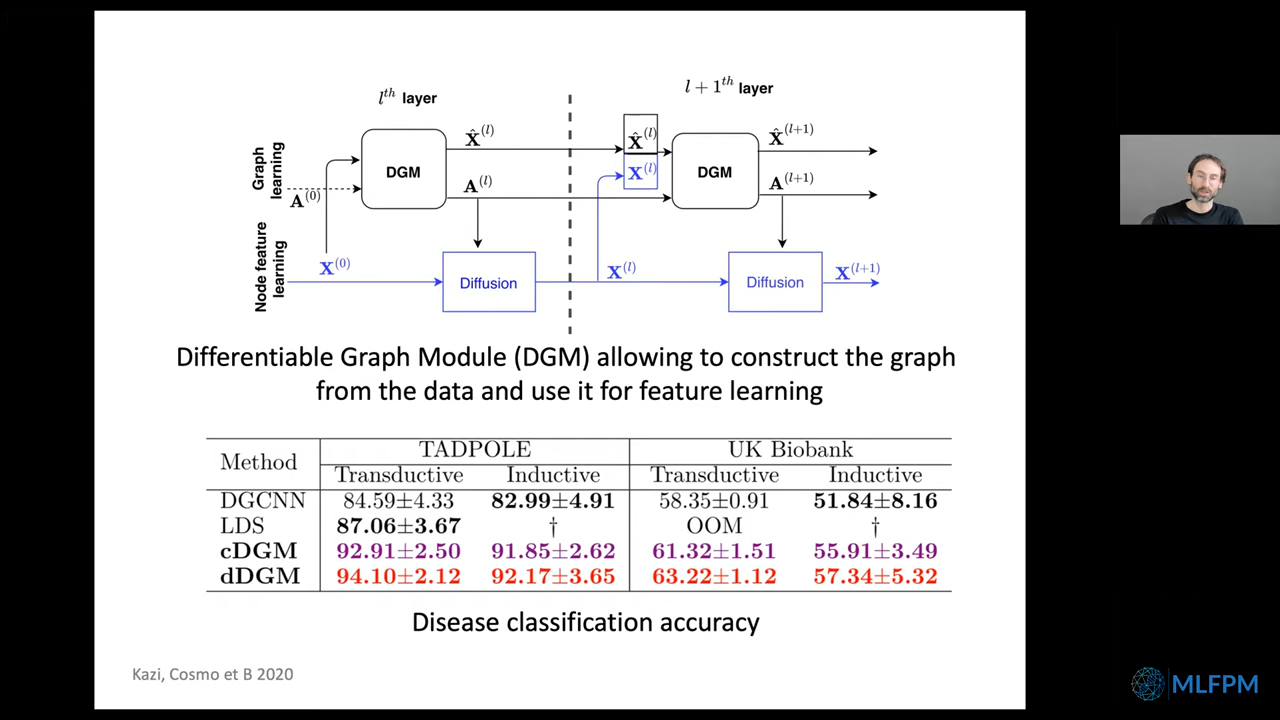 lᵗʰ layer
l + 1ᵗʰ layer
Graph learning
Node feature learning
A⁽⁰⁾
X⁽⁰⁾
DGM
X̂⁽ˡ⁾
A⁽ˡ⁾
Diffusion
X⁽ˡ⁾
X̂⁽ˡ⁾
X⁽ˡ⁾
DGM
X̂⁽ˡ⁺¹⁾
A⁽ˡ⁺¹⁾
Diffusion
X⁽ˡ⁺¹⁾
Differentiable Graph Module (DGM) allowing to construct the graph
from the data and use it for feature learning
Method TADPOLE UK Biobank
Transductive Inductive Transductive Inductive
DGCNN 84.59±4.33 82.99±4.91 58.35±0.91 51.84±8.16
LDS 87.06±3.67 † OOM †
cDGM 92.91±2.50 91.85±2.62 61.32±1.51 55.91±3.49
dDGM 94.10±2.12 92.17±3.65 63.22±1.12 57.34±5.32
Disease classification accuracy
Kazi, Cosmo et B 2020
MLFPM